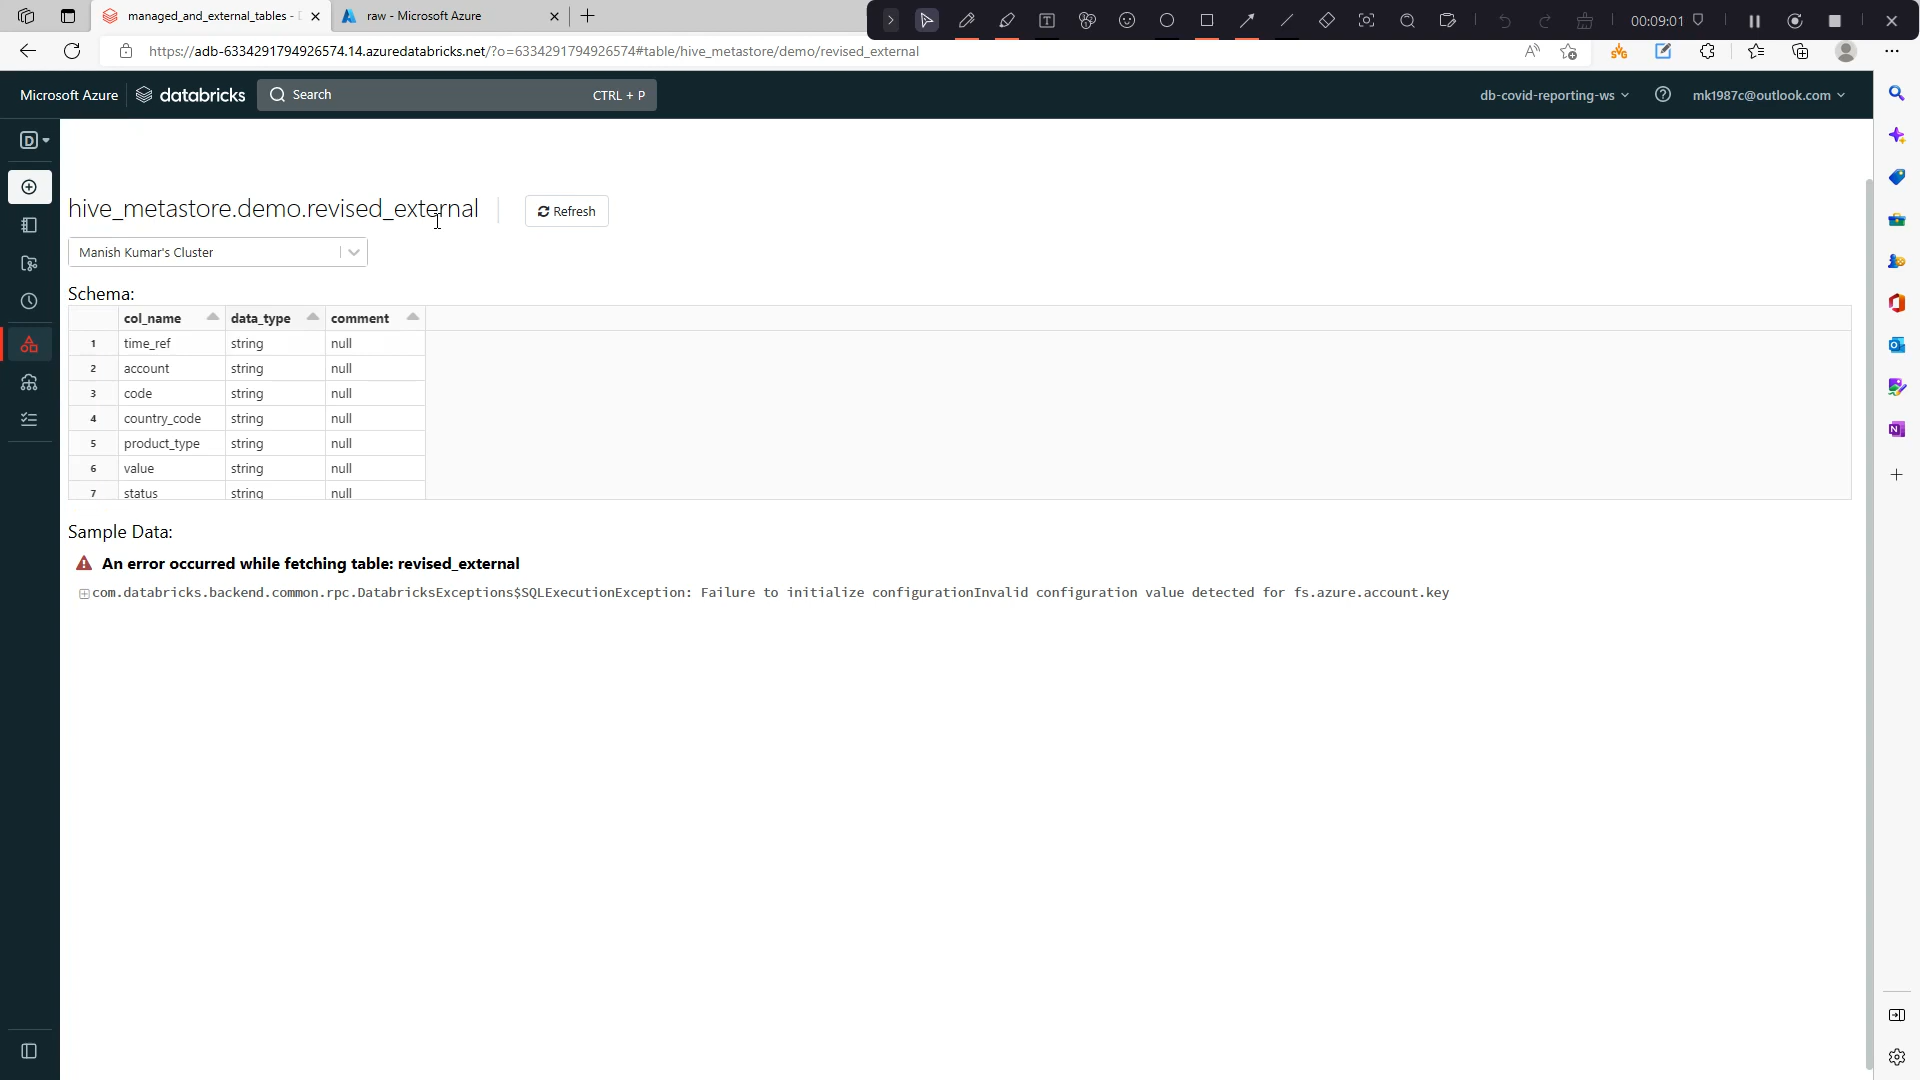 managed_and_external_tables -
raw - Microsoft Azure
00:09:01
https://adb-6334291794926574.14.azuredatabricks.net/?o=6334291794926574#table/hive_metastore/demo/revised_external
Microsoft Azure
databricks
Search
CTRL + P
db-covid-reporting-ws
mk1987c@outlook.com
D
hive_metastore.demo.revised_external
Refresh
Manish Kumar's Cluster
Schema:
col_name data_type comment
1 time_ref string null
2 account string null
3 code string null
4 country_code string null
5 product_type string null
6 value string null
7 status string null
Sample Data:
An error occurred while fetching table: revised_external
com.databricks.backend.common.rpc.DatabricksExceptions$SQLExecutionException: Failure to initialize configurationInvalid configuration value detected for fs.azure.account.key